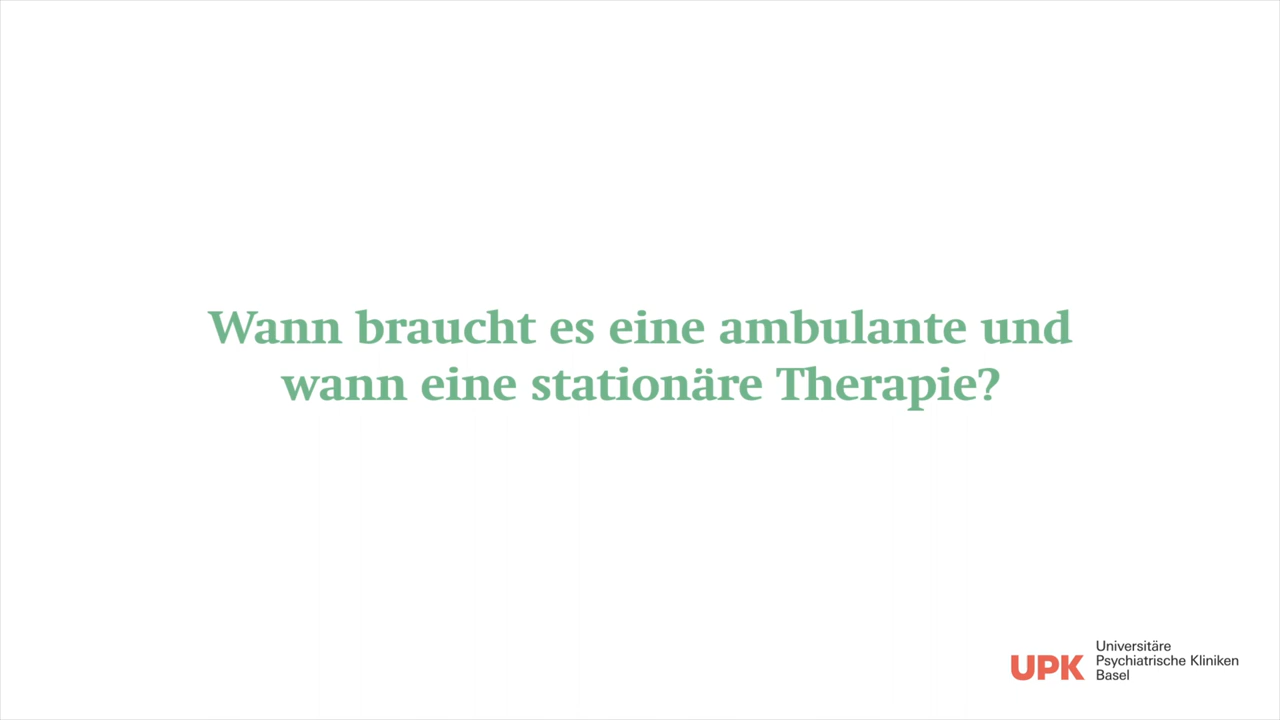 Wann braucht es eine ambulante und
wann eine stationäre Therapie?
UPK
Universitäre
Psychiatrische Kliniken
Basel